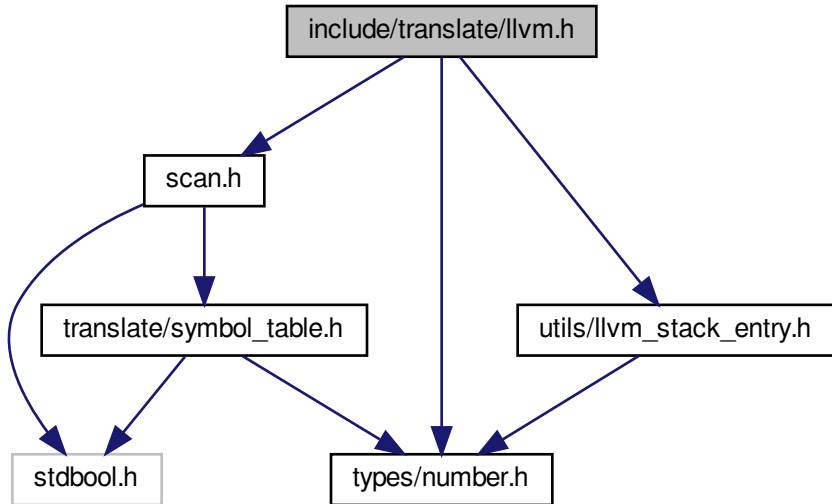 include/translate/llvm.h
scan.h
translate/symbol_table.h
utils/llvm_stack_entry.h
stdbool.h
types/number.h